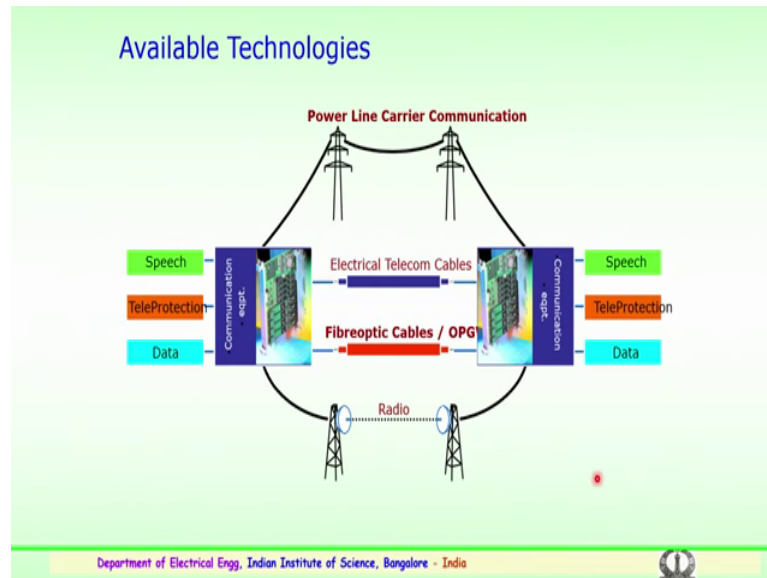 Available Technologies
Power Line Carrier Communication
Speech
TeleProtection
Data
Communication
eqpt.
Electrical Telecom Cables
Fibreoptic Cables / OPG
Radio
Communication
eqpt.
Speech
TeleProtection
Data
Department of Electrical Engg, Indian Institute of Science, Bangalore - India